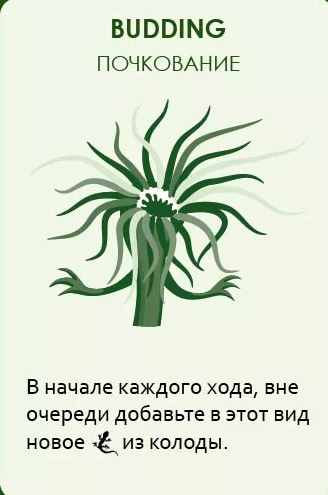 BUDDING
ПОЧКОВАНИЕ
В начале каждого хода, вне
очереди добавьте в этот вид
новое из колоды.